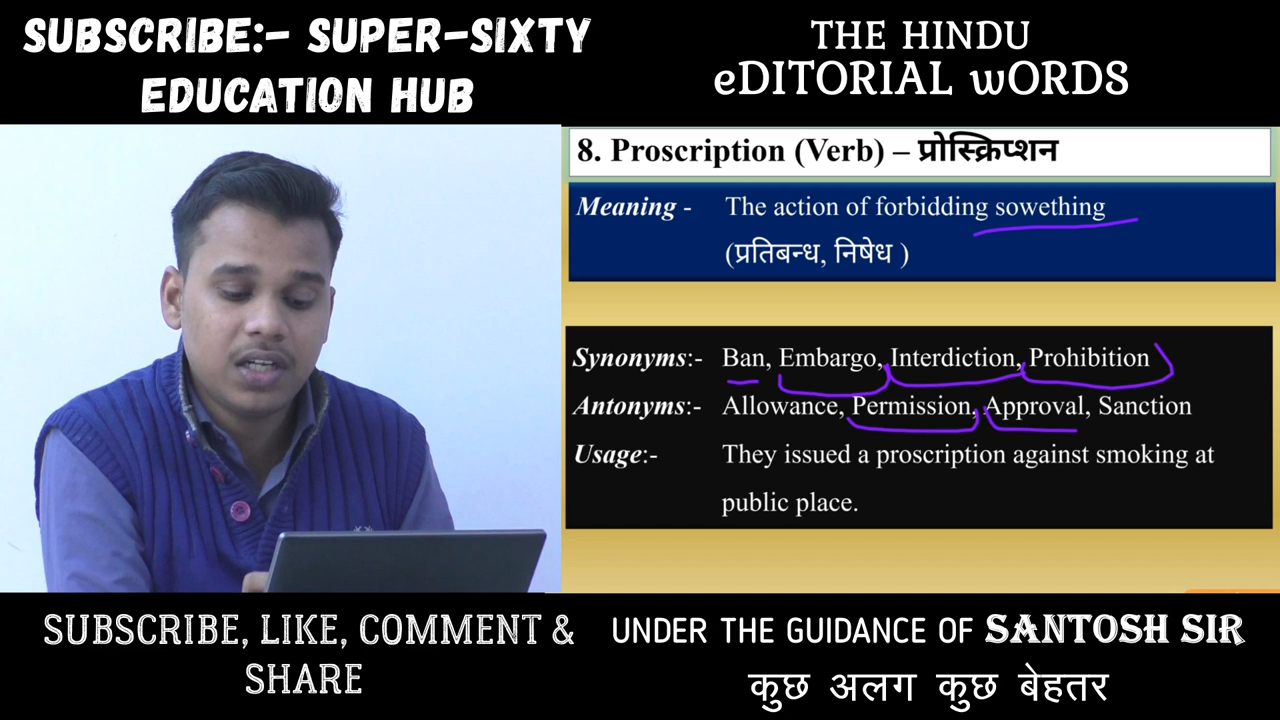 SUBSCRIBE:- SUPER-SIXTY
EDUCATION HUB
THE HINDU
eDITORIAL wORDS
8. Proscription (Verb) – प्रोस्क्रिप्शन
Meaning - The action of forbidding sowething
(प्रतिबन्ध, निषेध )
Synonyms:- Ban, Embargo, Interdiction, Prohibition
Antonyms:- Allowance, Permission, Approval, Sanction
Usage:- They issued a proscription against smoking at
public place.
SUBSCRIBE, LIKE, COMMENT &
SHARE
UNDER THE GUIDANCE OF SANTOSH SIR
कुछ अलग कुछ बेहतर